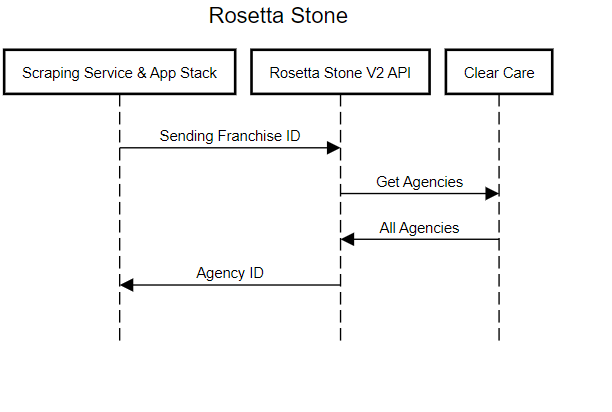 Rosetta Stone
Scraping Service & App Stack
Rosetta Stone V2 API
Clear Care
Sending Franchise ID
Get Agencies
All Agencies
Agency ID